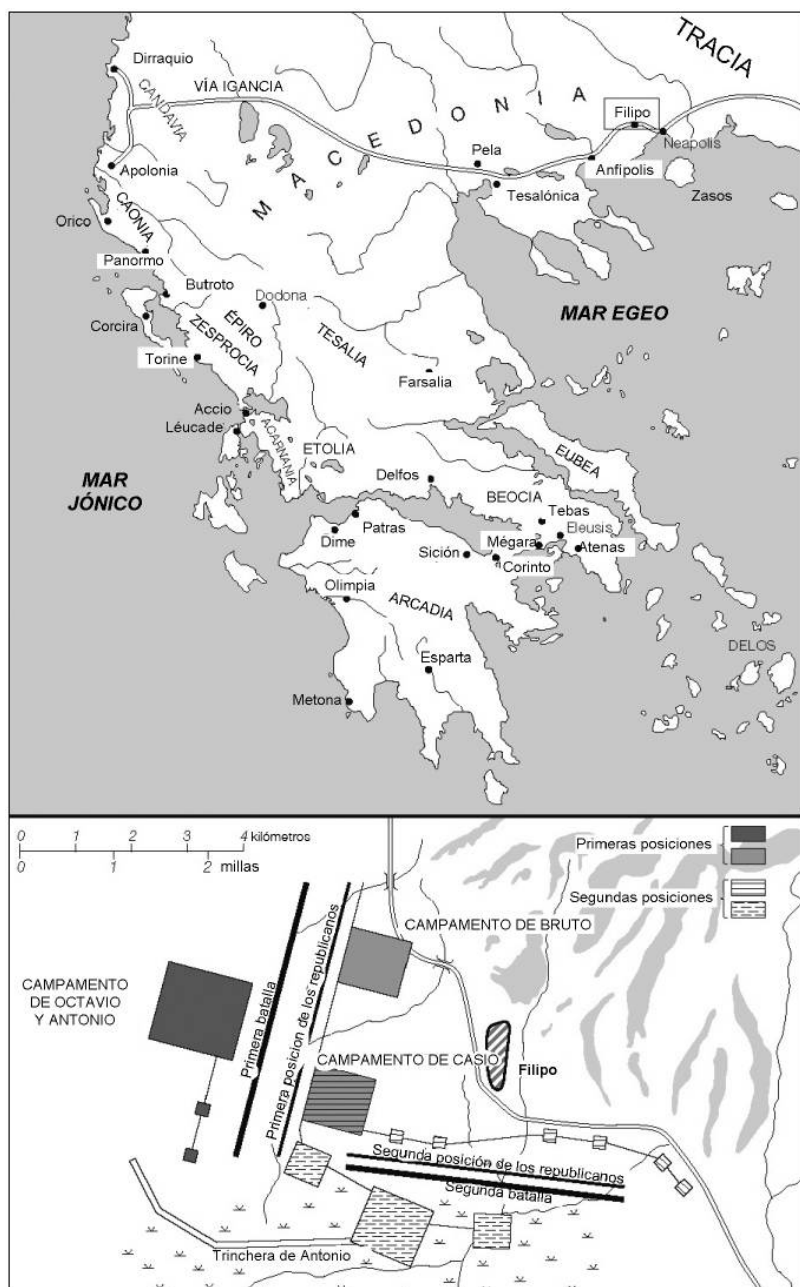 TRACIA
Dirraquio
CANDAVIA
VÍA IGANCIA
MACEDONIA
Filipo
Neapolis
Pela
Anfípolis
Apolonia
Tesalónica
Zasos
Orico
CAONIA
Panormo
Butroto
Dodona
MAR EGEO
Corcira
ÉPIRO
ZESPROCIA
TESALIA
Torine
Farsalia
Accio
Léucade
ACARNANIA
ETOLIA
EUBEA
MAR
JÓNICO
Delfos
BEOCIA
Tebas
Eleusis
Patras
Dime
Sición
Mégara
Atenas
Corinto
Olimpia
ARCADIA
Esparta
DELOS
Metona
0 1 2 3 4 kilómetros
0 1 2 millas
Primeras posiciones
Segundas posiciones
CAMPAMENTO DE BRUTO
CAMPAMENTO
DE OCTAVIO
Y ANTONIO
Primera batalla
Primera posicion de los republicanos
CAMPAMENTO DE CASIO
Filipo
Segunda posición de los republicanos
Segunda batalla
Trinchera de Antonio